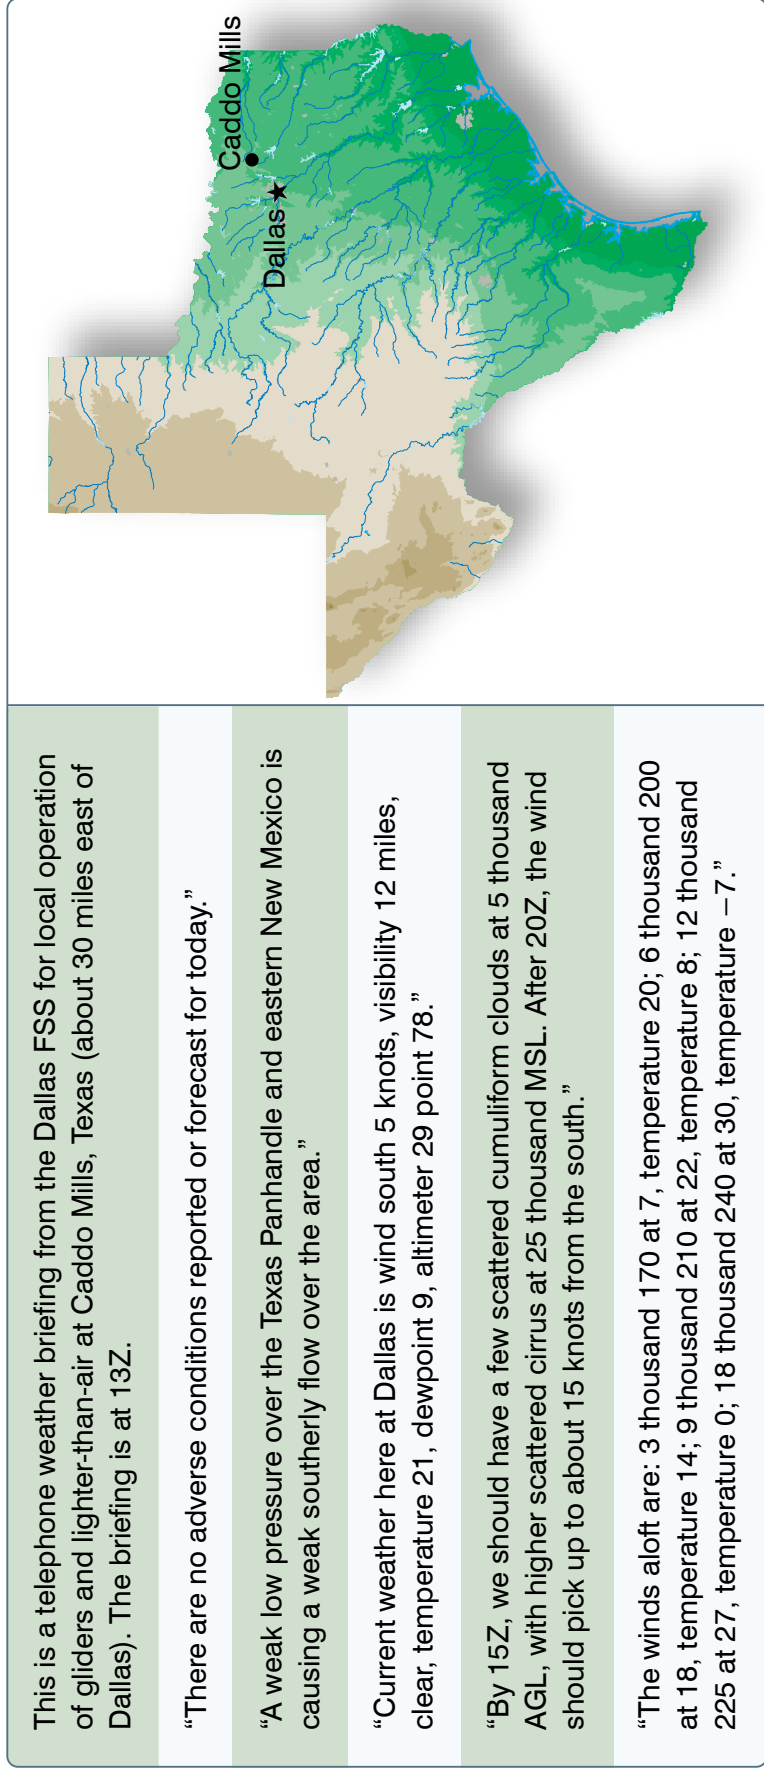 This is a telephone weather briefing from the Dallas FSS for local operation
of gliders and lighter-than-air at Caddo Mills, Texas (about 30 miles east of
Dallas). The briefing is at 13Z.
“There are no adverse conditions reported or forecast for today.”
“A weak low pressure over the Texas Panhandle and eastern New Mexico is
causing a weak southerly flow over the area.”
“Current weather here at Dallas is wind south 5 knots, visibility 12 miles,
clear, temperature 21, dewpoint 9, altimeter 29 point 78.”
“By 15Z, we should have a few scattered cumuliform clouds at 5 thousand
AGL, with higher scattered cirrus at 25 thousand MSL. After 20Z, the wind
should pick up to about 15 knots from the south.”
“The winds aloft are: 3 thousand 170 at 7, temperature 20; 6 thousand 200
at 18, temperature 14; 9 thousand 210 at 22, temperature 8; 12 thousand
225 at 27, temperature 0; 18 thousand 240 at 30, temperature −7.”
Caddo Mills
Dallas